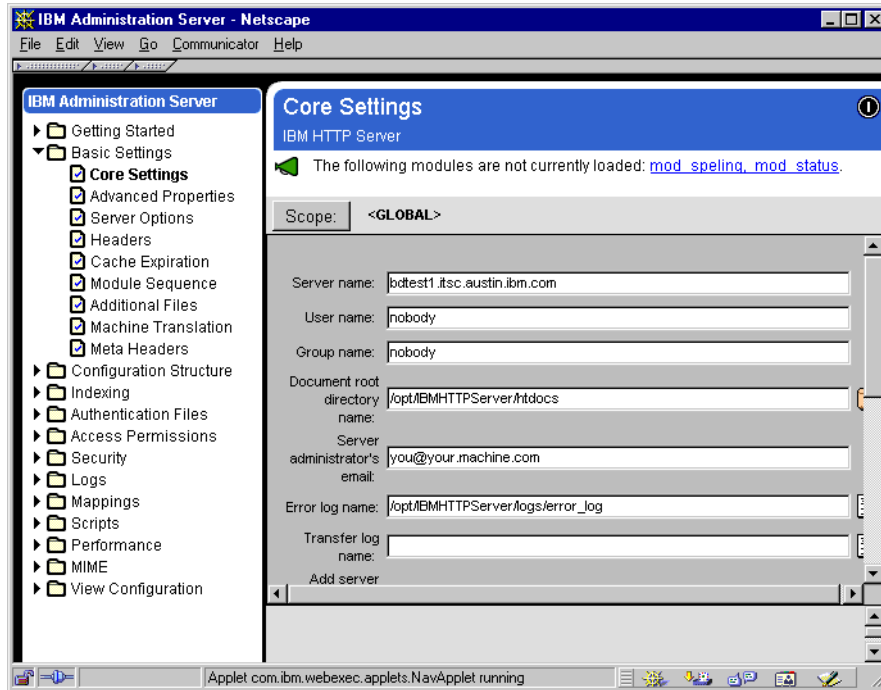 IBM Administration Server - Netscape
File Edit View Go Communicator Help
IBM Administration Server
Getting Started
Basic Settings
Core Settings
Advanced Properties
Server Options
Headers
Cache Expiration
Module Sequence
Additional Files
Machine Translation
Meta Headers
Configuration Structure
Indexing
Authentication Files
Access Permissions
Security
Logs
Mappings
Scripts
Performance
MIME
View Configuration
Core Settings
IBM HTTP Server
The following modules are not currently loaded: mod_speling, mod_status.
Scope: <GLOBAL>
Server name: bdtest1.itsc.austin.ibm.com
User name: nobody
Group name: nobody
Document root
directory /opt/IBMHTTPServer/htdocs
name:
Server
administrator's you@your.machine.com
email:
Error log name: /opt/IBMHTTPServer/logs/error_log
Transfer log
name:
Add server
Applet com.ibm.webexec.applets.NavApplet running